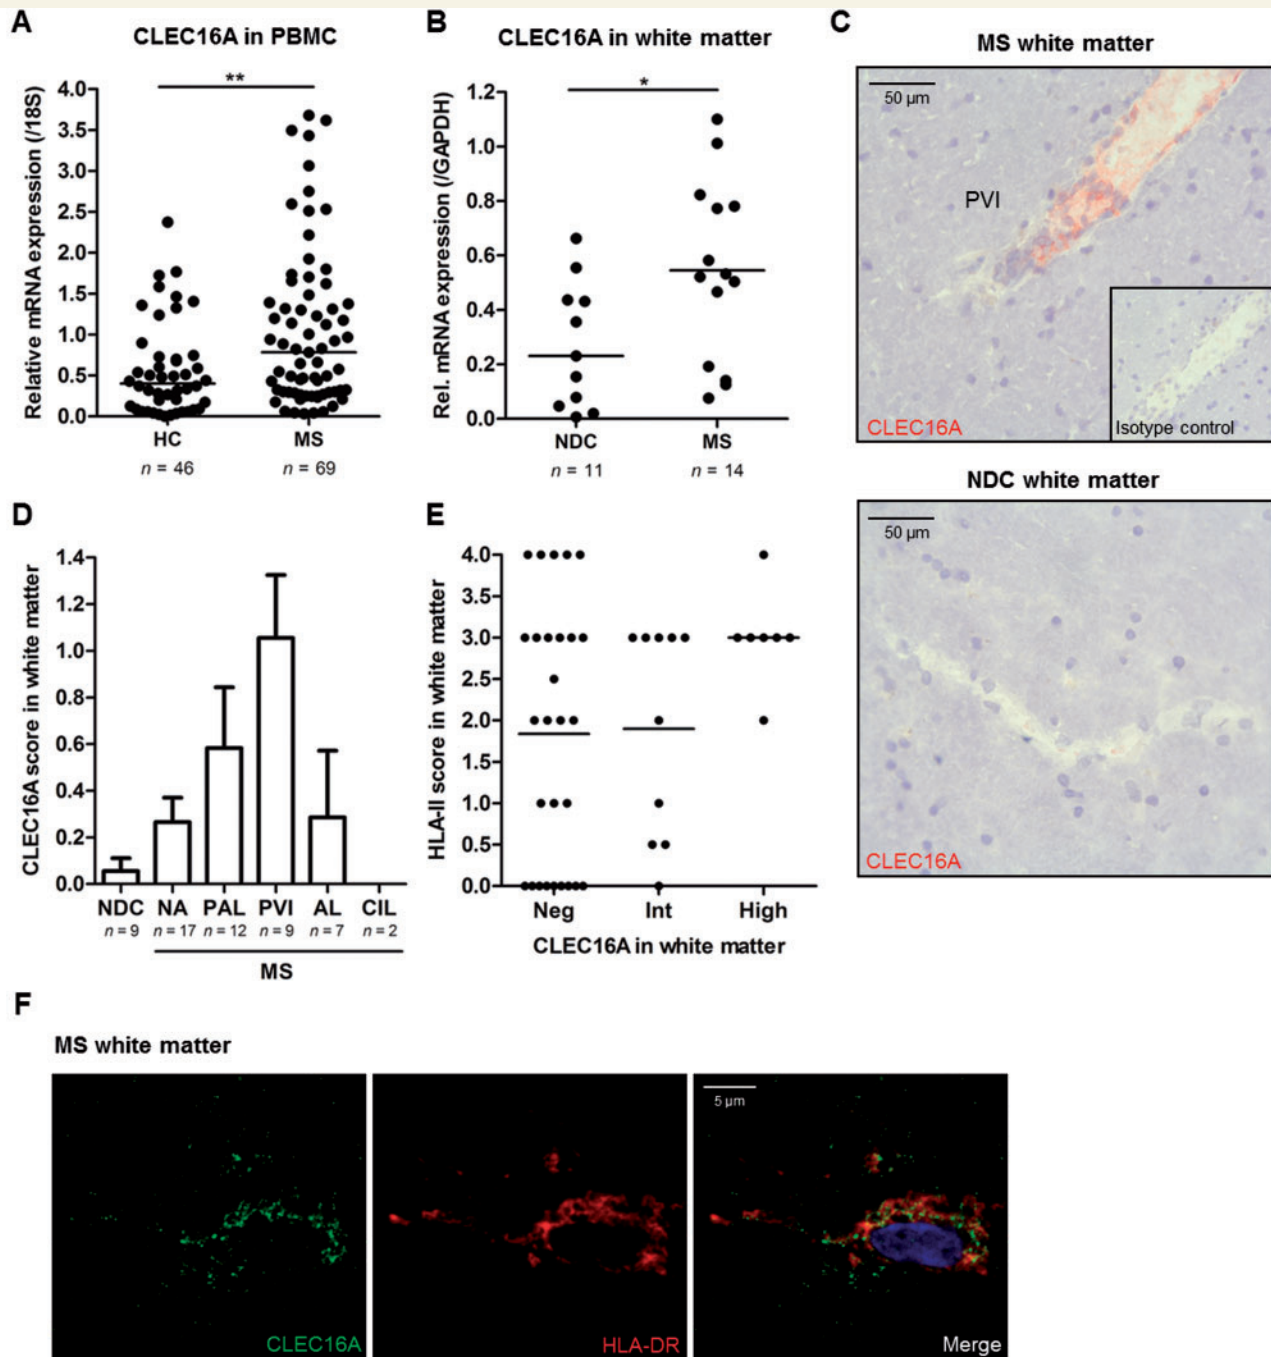 A
CLEC16A in PBMC
**
Relative mRNA expression (/18S)
4.0
3.5
3.0
2.5
2.0
1.5
1.0
0.5
0.0
HC
MS
n = 46
n = 69
B
CLEC16A in white matter
*
Rel. mRNA expression (/GAPDH)
1.2
1.0
0.8
0.6
0.4
0.2
0.0
NDC
MS
n = 11
n = 14
C
MS white matter
50 µm
PVI
CLEC16A
Isotype control
NDC white matter
50 µm
CLEC16A
D
CLEC16A score in white matter
1.4
1.2
1.0
0.8
0.6
0.4
0.2
0.0
NDC NA PAL PVI AL CIL
n = 9 n = 17 n = 12 n = 9 n = 7 n = 2
MS
E
HLA-II score in white matter
4.0
3.5
3.0
2.5
2.0
1.5
1.0
0.5
0.0
Neg Int High
CLEC16A in white matter
F
MS white matter
CLEC16A
HLA-DR
5 µm
Merge